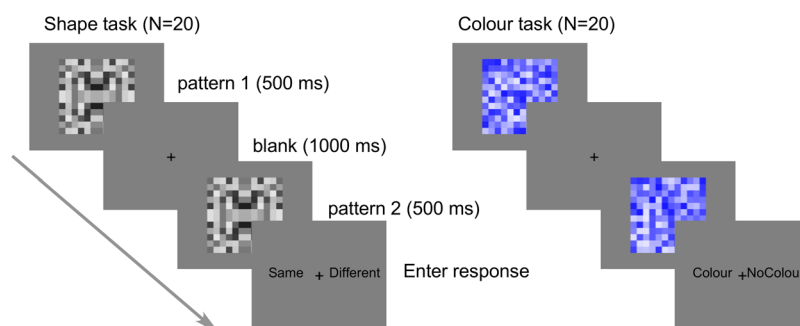 Shape task (N=20)
Colour task (N=20)
pattern 1 (500 ms)
blank (1000 ms)
+
+
pattern 2 (500 ms)
Same + Different
Enter response
Colour +NoColou